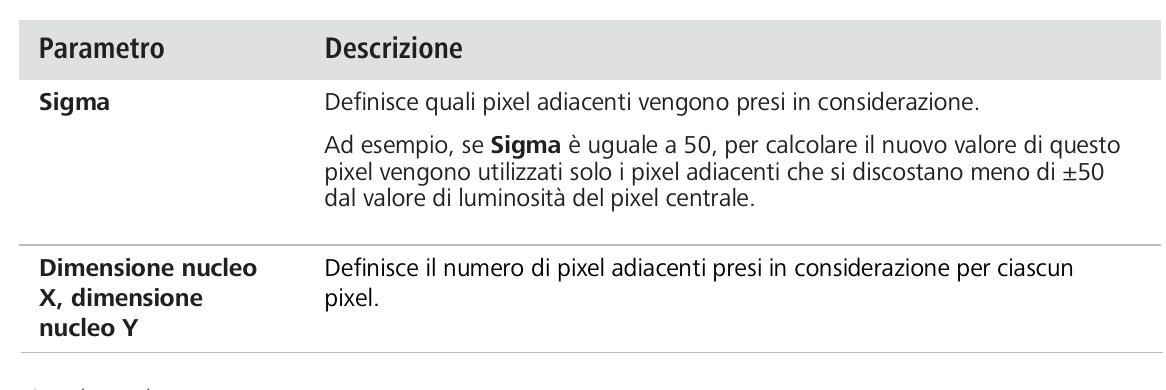 Parametro Descrizione
Sigma Definisce quali pixel adiacenti vengono presi in considerazione.
Ad esempio, se Sigma è uguale a 50, per calcolare il nuovo valore di questo
pixel vengono utilizzati solo i pixel adiacenti che si discostano meno di ±50
dal valore di luminosità del pixel centrale.
Dimensione nucleo Definisce il numero di pixel adiacenti presi in considerazione per ciascun
X, dimensione pixel.
nucleo Y